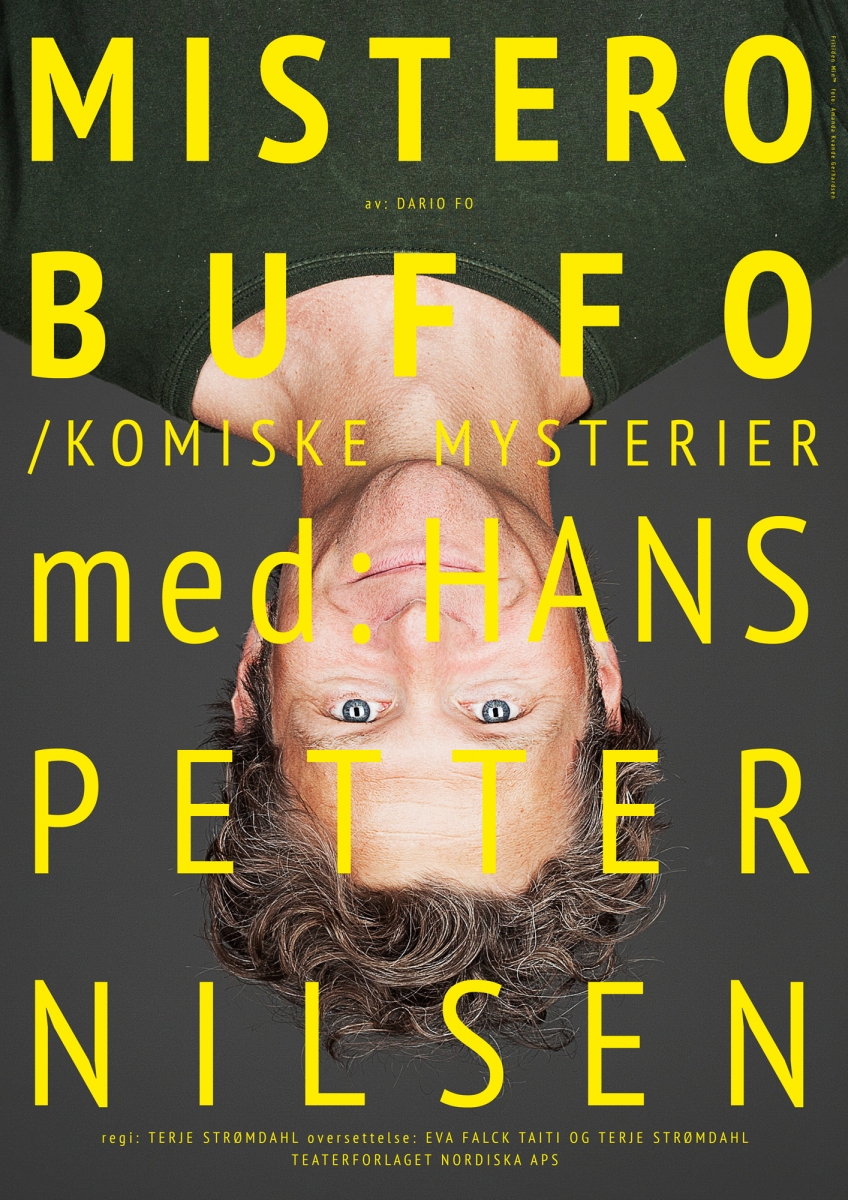 MISTERO
av: DARIO FO
BUFFO
/KOMISKE MYSTERIER
med: HANS
PETTER
NILSEN
regi: TERJE STRØMDAHL oversettelse: EVA FALCK TAITI OG TERJE STRØMDAHL
TEATERFORLAGET NORDISKA APS